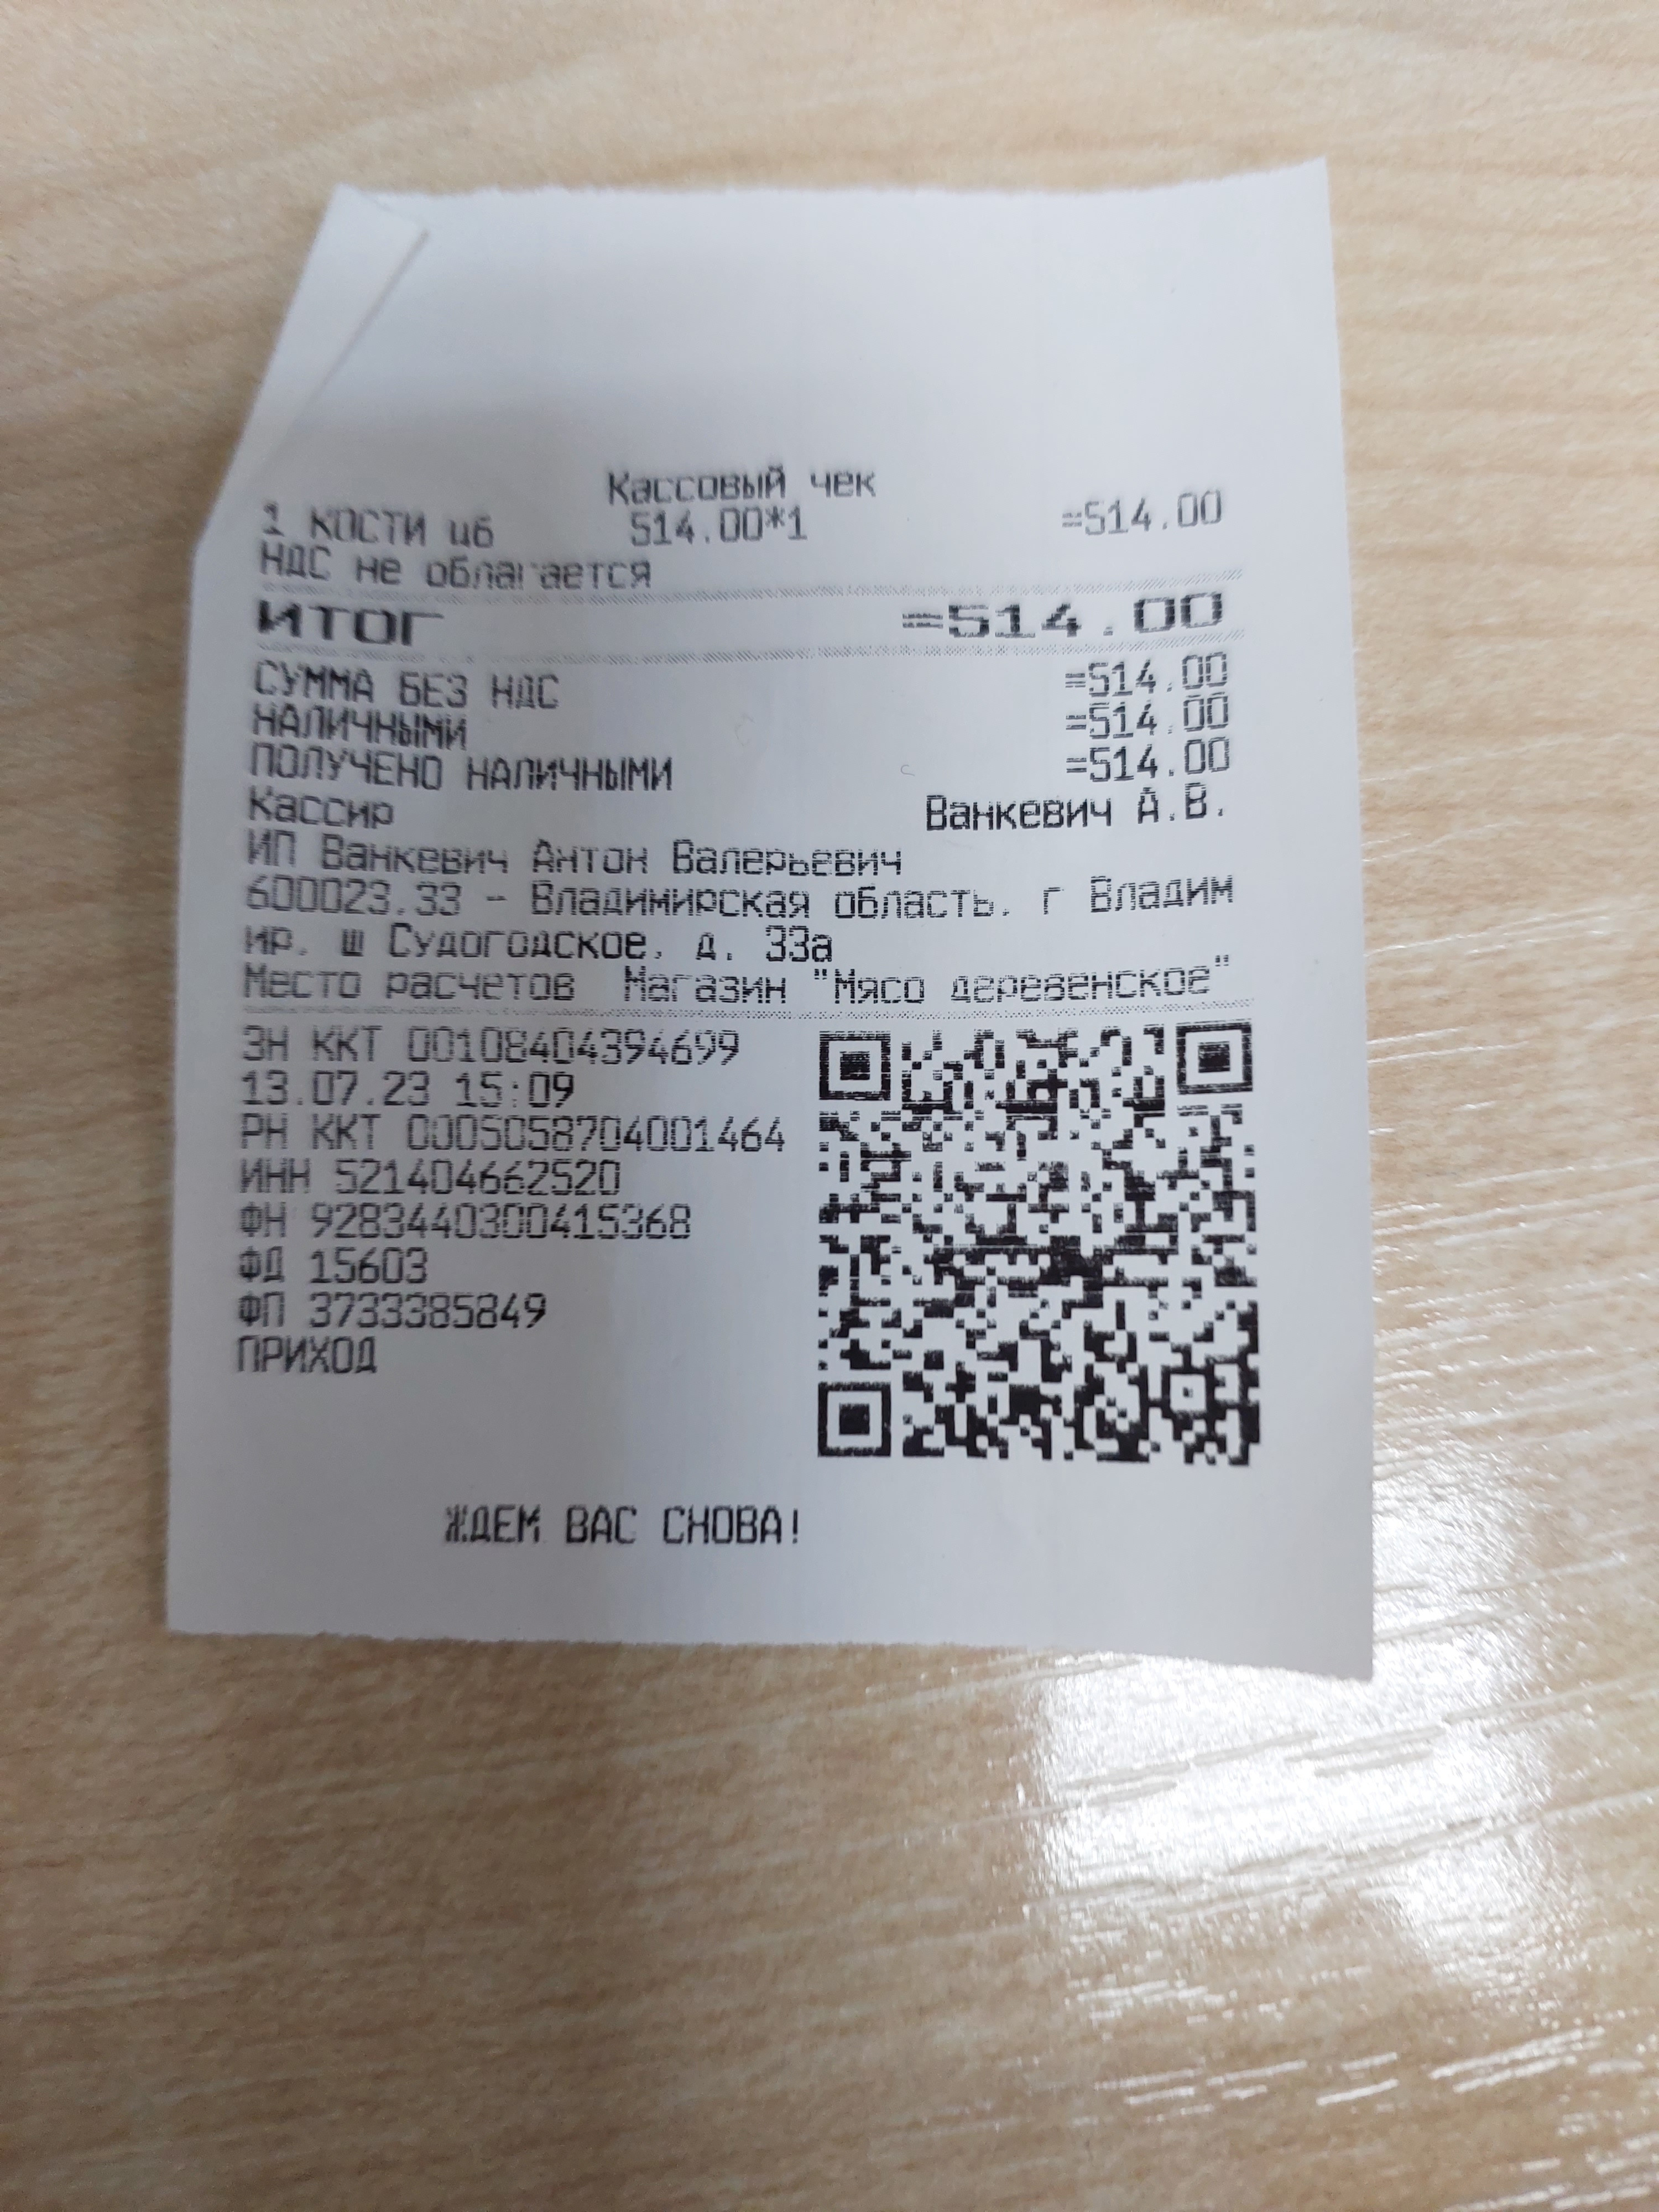 Кассовый чек
1 КОСТИ цб 514.00*1 =514.00
НДС не облагается
ИТОГ =514.00
СУММА БЕЗ НДС =514.00
НАЛИЧНЫМИ =514.00
ПОЛУЧЕНО НАЛИЧНЫМИ =514.00
Кассир Ванкевич А.В.
ИП Ванкевич Антон Валерьевич
600023,33 - Владимирская область, г Владим
ир, ш Судогодское, д. 33а
Место расчетов Магазин "Мясо деревенское"
ЗН ККТ 00108404394699
13.07.23 15:09
РН ККТ 0005058704001464
ИНН 521404662520
ФН 9283440300415368
ФД 15603
ФП 3733385849
ПРИХОД
ЖДЕМ ВАС СНОВА!